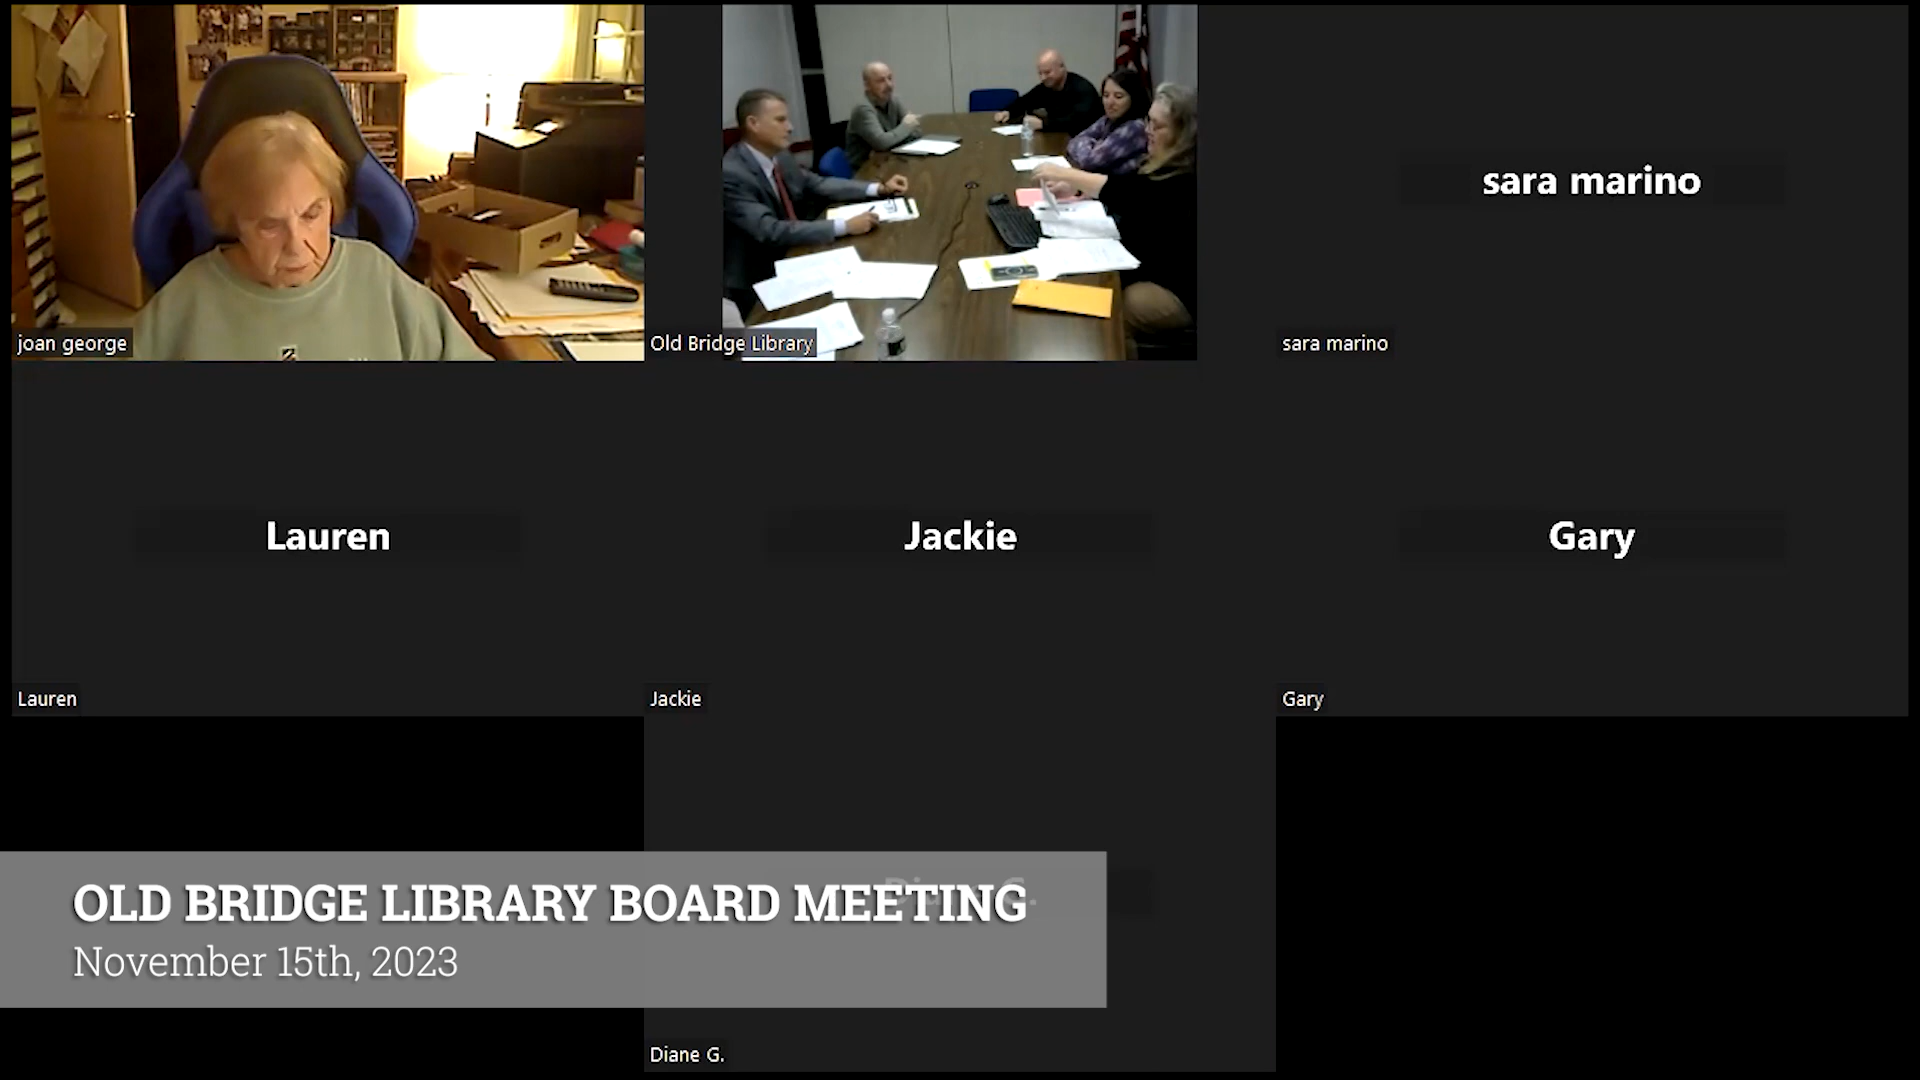 joan george
Old Bridge Library
sara marino
sara marino
Lauren
Jackie
Gary
Lauren
Jackie
Gary
OLD BRIDGE LIBRARY BOARD MEETING
November 15th, 2023
Diane G.